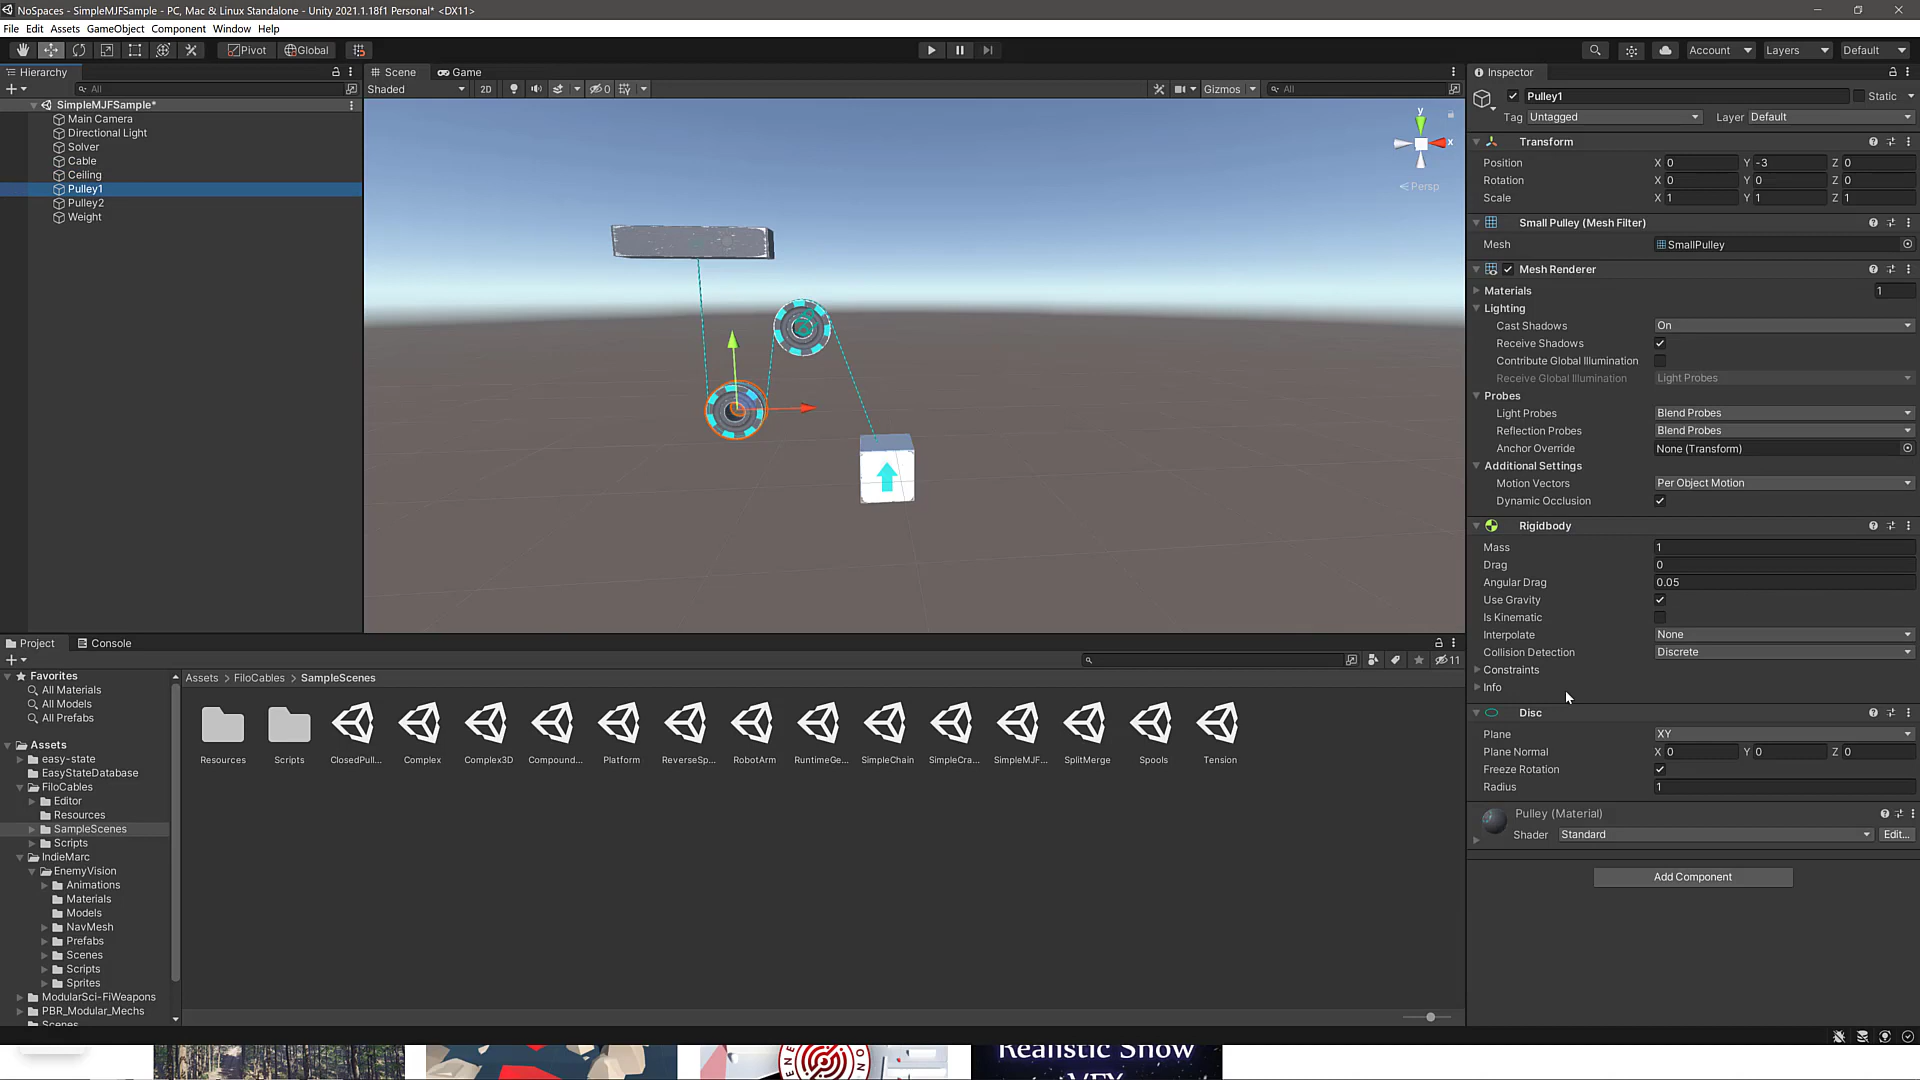 NoSpaces - SimpleMJFSample - PC, Mac & Linux Standalone - Unity 2021.1.18f1 Personal* <DX11>
File Edit Assets GameObject Component Window Help
Pivot Global Account Layers Default
Hierarchy
All
SimpleMJFSample*
Main Camera
Directional Light
Solver
Cable
Ceiling
Pulley1
Pulley2
Weight
Scene Game
Shaded 2D 0 Gizmos All
y
x
Persp
Inspector
Pulley1 Static
Tag Untagged Layer Default
Transform
Position X 0 Y -3 Z 0
Rotation X 0 Y 0 Z 0
Scale X 1 Y 1 Z 1
Small Pulley (Mesh Filter)
Mesh SmallPulley
Mesh Renderer
Materials 1
Lighting
Cast Shadows On
Receive Shadows
Contribute Global Illumination
Receive Global Illumination Light Probes
Probes
Light Probes Blend Probes
Reflection Probes Blend Probes
Anchor Override None (Transform)
Additional Settings
Motion Vectors Per Object Motion
Dynamic Occlusion
Rigidbody
Mass 1
Drag 0
Angular Drag 0.05
Use Gravity
Is Kinematic
Interpolate None
Collision Detection Discrete
Constraints
Info
Disc
Plane XY
Plane Normal X 0 Y 0 Z 0
Freeze Rotation
Radius 1
Pulley (Material)
Shader Standard Edit...
Add Component
Project Console
11
Favorites
All Materials
All Models
All Prefabs
Assets
easy-state
EasyStateDatabase
FiloCables
Editor
Resources
SampleScenes
Scripts
IndieMarc
EnemyVision
Animations
Materials
Models
NavMesh
Prefabs
Scenes
Scripts
Sprites
ModularSci-FiWeapons
PBR_Modular_Mechs
Scenes
Assets FiloCables SampleScenes
Resources Scripts ClosedPull... Complex Complex3D Compound... Platform ReverseSp... RobotArm RuntimeGe... SimpleChain SimpleCra... SimpleMJF... SplitMerge Spools Tension
Realistic Snow
VFX